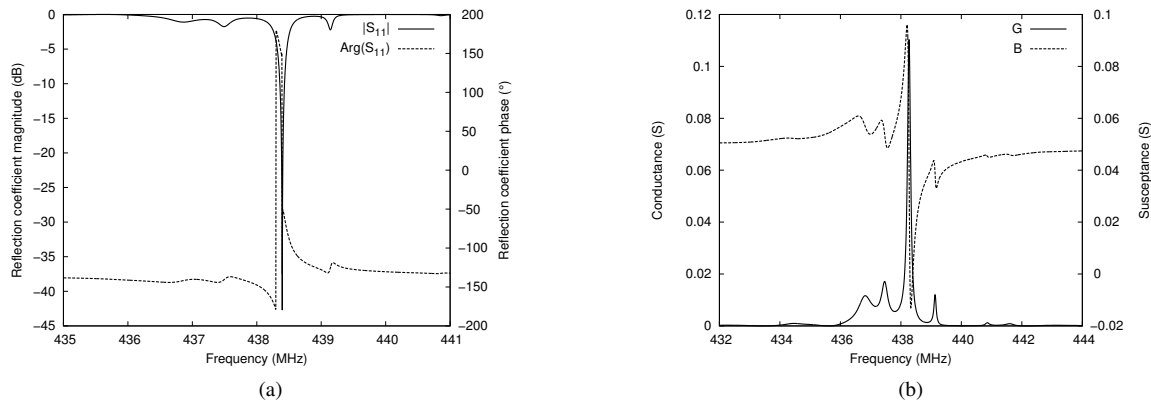 |S11|
Arg(S11)
Reflection coefficient magnitude (dB)
0
−5
−10
−15
−20
−25
−30
−35
−40
−45
200
150
100
50
0
−50
−100
−150
−200
Reflection coefficient phase (°)
435 436 437 438 439 440 441
Frequency (MHz)
(a)
G
B
Conductance (S)
0.12
0.1
0.08
0.06
0.04
0.02
0
0.1
0.08
0.06
0.04
0.02
0
−0.02
Susceptance (S)
432 434 436 438 440 442 444
Frequency (MHz)
(b)